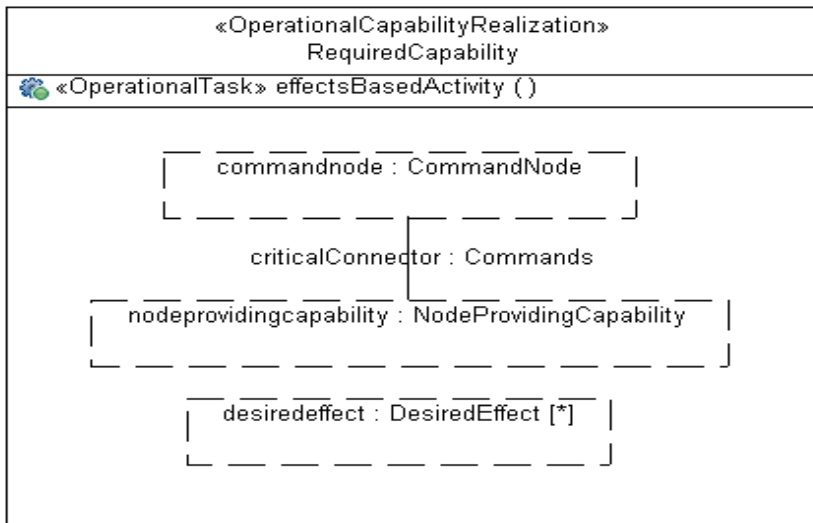 «OperationalCapabilityRealization»
RequiredCapability
«OperationalTask» effectsBasedActivity ( )
commandnode : CommandNode
criticalConnector : Commands
nodeprovidingcapability : NodeProvidingCapability
desiredeffect : DesiredEffect [*]